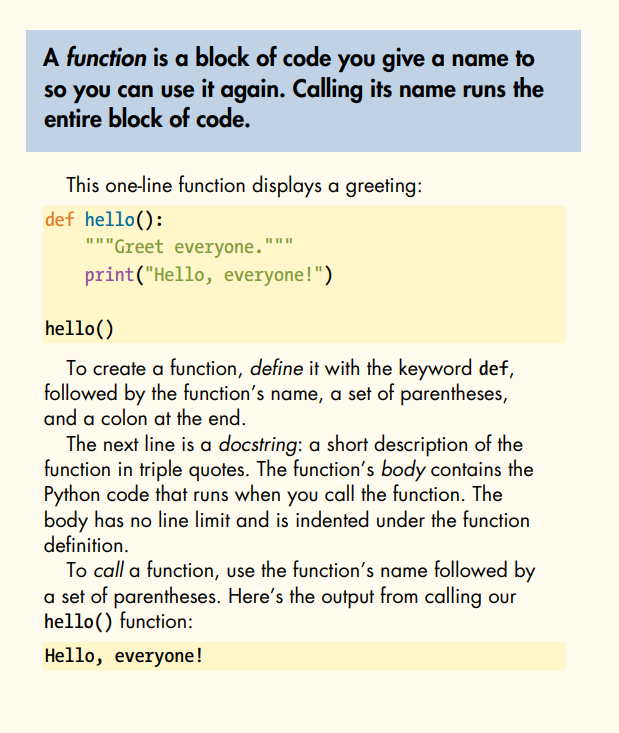 A function is a block of code you give a name to
so you can use it again. Calling its name runs the
entire block of code.
This one-line function displays a greeting:
def hello():
    """Greet everyone."""
    print("Hello, everyone!")
hello()
To create a function, define it with the keyword def,
followed by the function’s name, a set of parentheses,
and a colon at the end.
The next line is a docstring: a short description of the
function in triple quotes. The function’s body contains the
Python code that runs when you call the function. The
body has no line limit and is indented under the function
definition.
To call a function, use the function’s name followed by
a set of parentheses. Here’s the output from calling our
hello() function:
Hello, everyone!